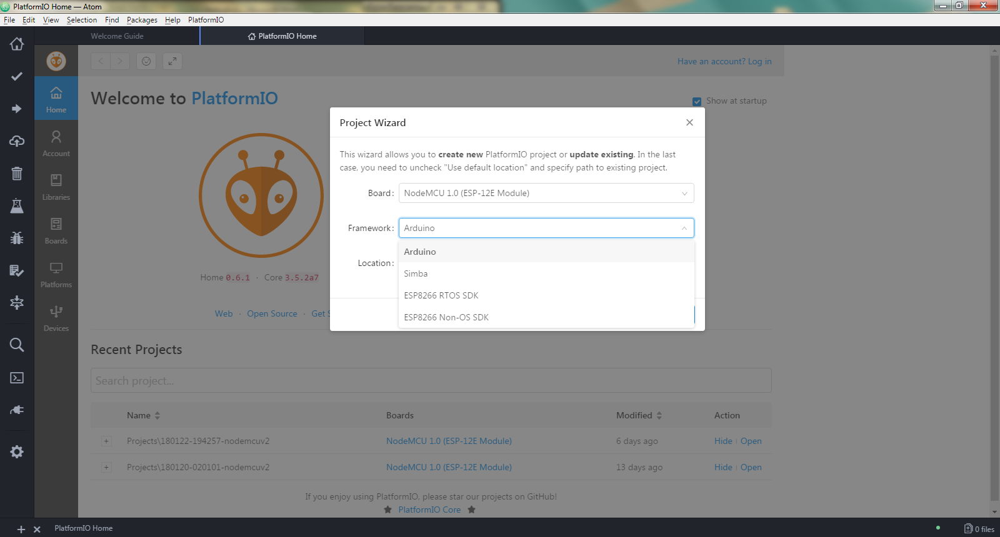 PlatformIO Home — Atom
File Edit View Selection Find Packages Help PlatformIO
Welcome Guide
PlatformIO Home
Have an account? Log in
Welcome to PlatformIO
Show at startup
Home
Account
Libraries
Boards
Platforms
Devices
Home 0.6.1 · Core 3.5.2a7
Web · Open Source · Get S
Project Wizard
This wizard allows you to create new PlatformIO project or update existing. In the last
case, you need to uncheck "Use default location" and specify path to existing project.
Board: NodeMCU 1.0 (ESP-12E Module)
Framework: Arduino
Location:
Arduino
Simba
ESP8266 RTOS SDK
ESP8266 Non-OS SDK
Recent Projects
Search project...
Name Boards Modified Action
Projects\180122-194257-nodemcuv2 NodeMCU 1.0 (ESP-12E Module) 6 days ago Hide Open
Projects\180120-020101-nodemcuv2 NodeMCU 1.0 (ESP-12E Module) 13 days ago Hide Open
If you enjoy using PlatformIO, please star our projects on GitHub!
PlatformIO Core
PlatformIO Home
0 files